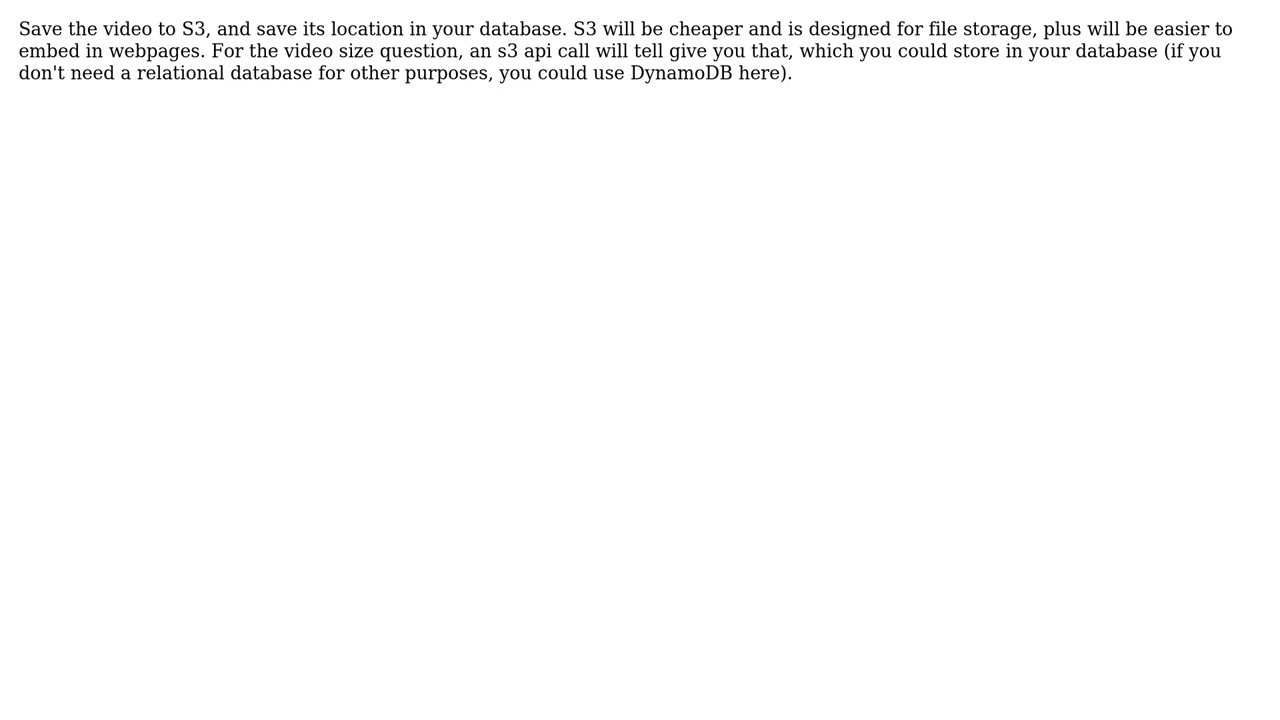 Save the video to S3, and save its location in your database. S3 will be cheaper and is designed for file storage, plus will be easier to
embed in webpages. For the video size question, an s3 api call will tell give you that, which you could store in your database (if you
don't need a relational database for other purposes, you could use DynamoDB here).